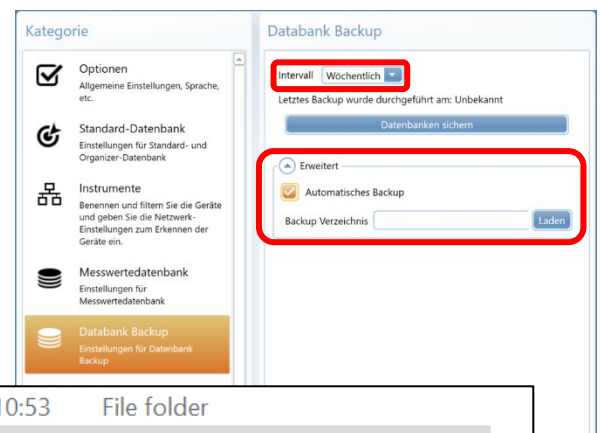 Kategorie
Optionen
Allgemeine Einstellungen, Sprache,
etc.
Standard-Datenbank
Einstellungen für Standard- und
Organizer-Datenbank
Instrumente
Benennen und filtern Sie die Geräte
und geben Sie die Netzwerk-
Einstellungen zum Erkennen der
Geräte ein.
Messwertedatenbank
Einstellungen für
Messwertedatenbank
Databank Backup
Einstellungen für Datenbank
Backup
Databank Backup
Intervall Wöchentlich
Letztes Backup wurde durchgeführt am: Unbekannt
Datenbanken sichern
Erweitert
Automatisches Backup
Backup Verzeichnis Laden
10:53 File folder